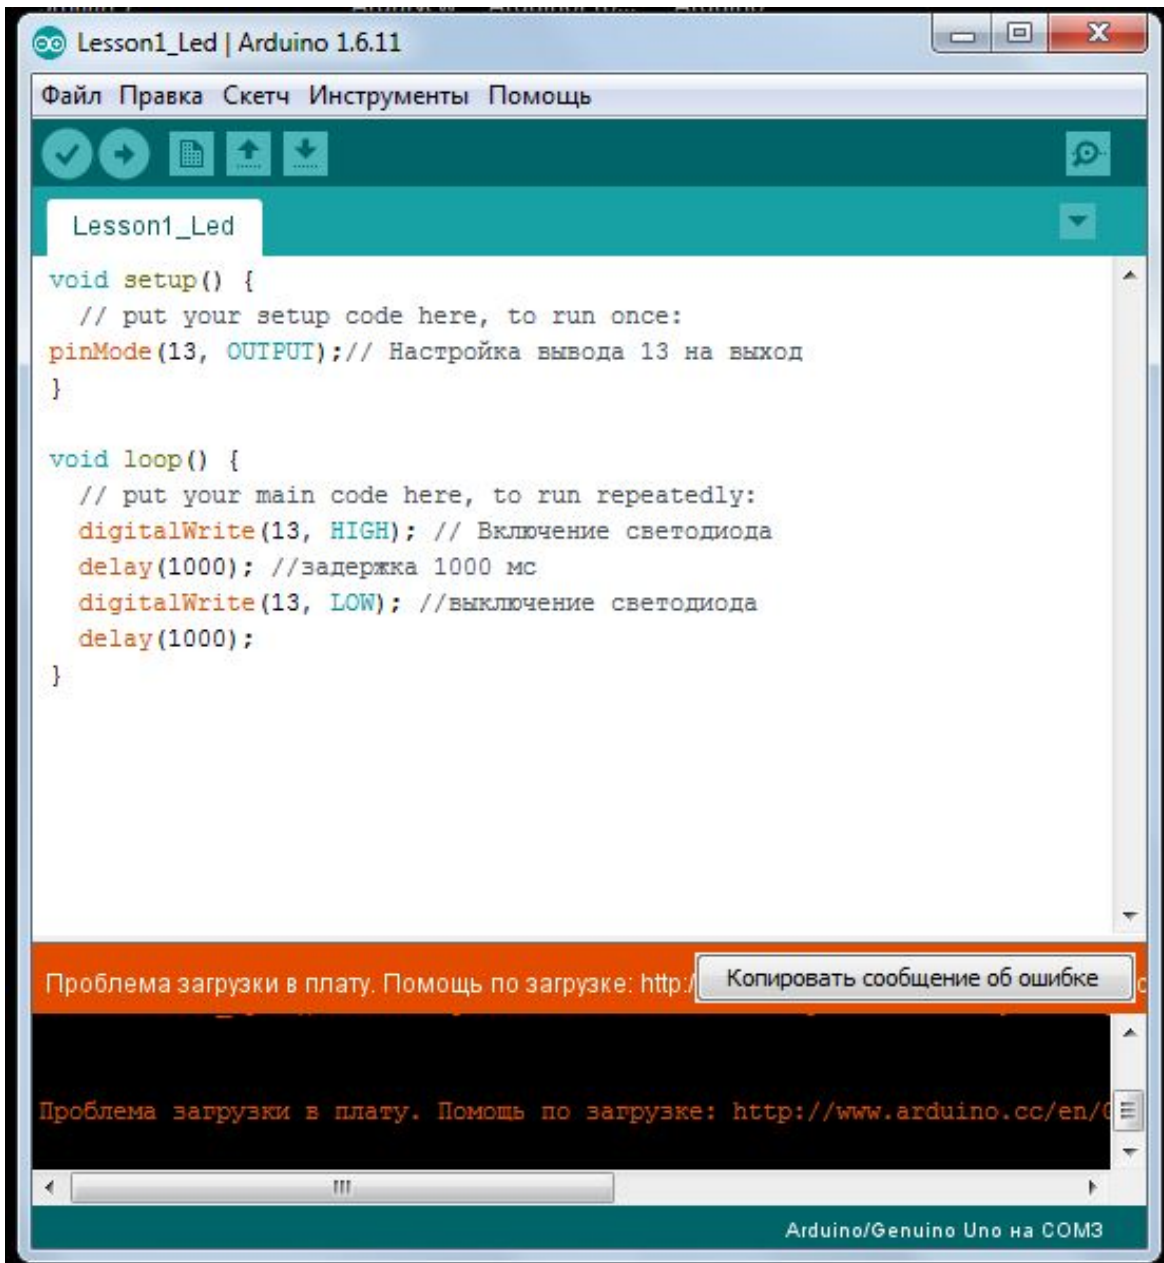 Lesson1_Led | Arduino 1.6.11
Файл Правка Скетч Инструменты Помощь
Lesson1_Led
void setup() {
// put your setup code here, to run once:
pinMode(13, OUTPUT);// Настройка вывода 13 на выход
}
void loop() {
// put your main code here, to run repeatedly:
digitalWrite(13, HIGH); // Включение светодиода
delay(1000); //задержка 1000 мс
digitalWrite(13, LOW); //выключение светодиода
delay(1000);
}
Проблема загрузки в плату. Помощь по загрузке: http:/ Копировать сообщение об ошибке
Проблема загрузки в плату. Помощь по загрузке: http://www.arduino.cc/en/
Arduino/Genuino Uno на COM3